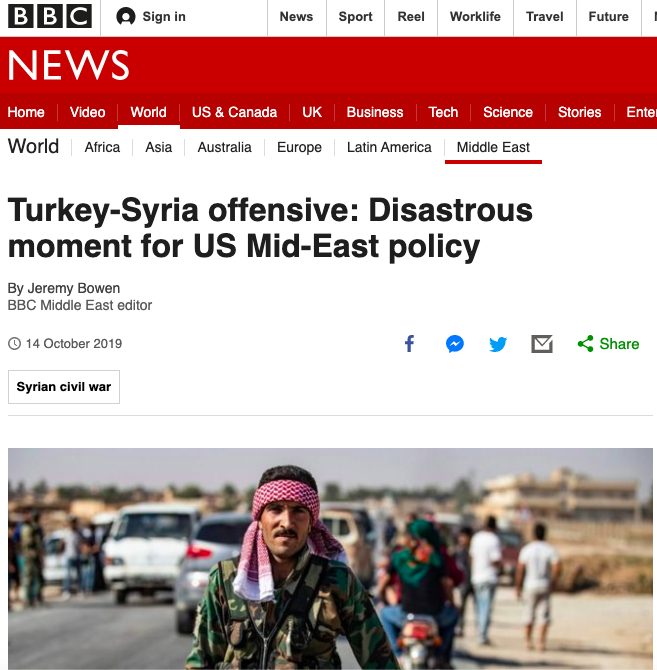 BBC Sign in News Sport Reel Worklife Travel Future
NEWS
Home Video World US & Canada UK Business Tech Science Stories
World Africa Asia Australia Europe Latin America Middle East
Turkey-Syria offensive: Disastrous
moment for US Mid-East policy
By Jeremy Bowen
BBC Middle East editor
14 October 2019 Share
Syrian civil war